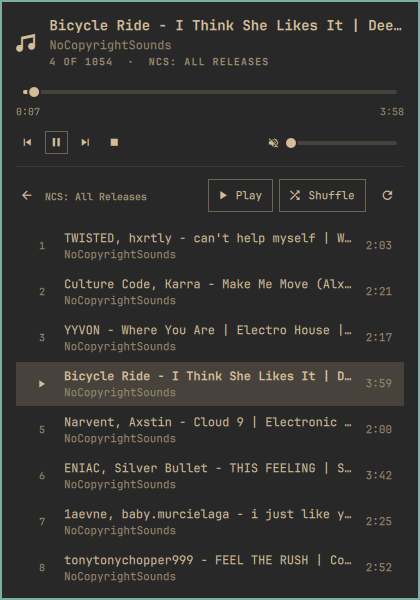 Bicycle Ride - I Think She Likes It | Dee…
NoCopyrightSounds
4 OF 1054 · NCS: ALL RELEASES
0:07 3:58
NCS: All Releases Play Shuffle
1 TWISTED, hxrtly - can't help myself | W… 2:03
NoCopyrightSounds
2 Culture Code, Karra - Make Me Move (Alx… 2:21
NoCopyrightSounds
3 YYVON - Where You Are | Electro House |… 2:17
NoCopyrightSounds
Bicycle Ride - I Think She Likes It | D… 3:59
NoCopyrightSounds
5 Narvent, Axstin - Cloud 9 | Electronic … 2:00
NoCopyrightSounds
6 ENIAC, Silver Bullet - THIS FEELING | S… 3:42
NoCopyrightSounds
7 1aevne, baby.murcielaga - i just like y… 2:25
NoCopyrightSounds
8 tonytonychopper999 - FEEL THE RUSH | Co… 2:52
NoCopyrightSounds